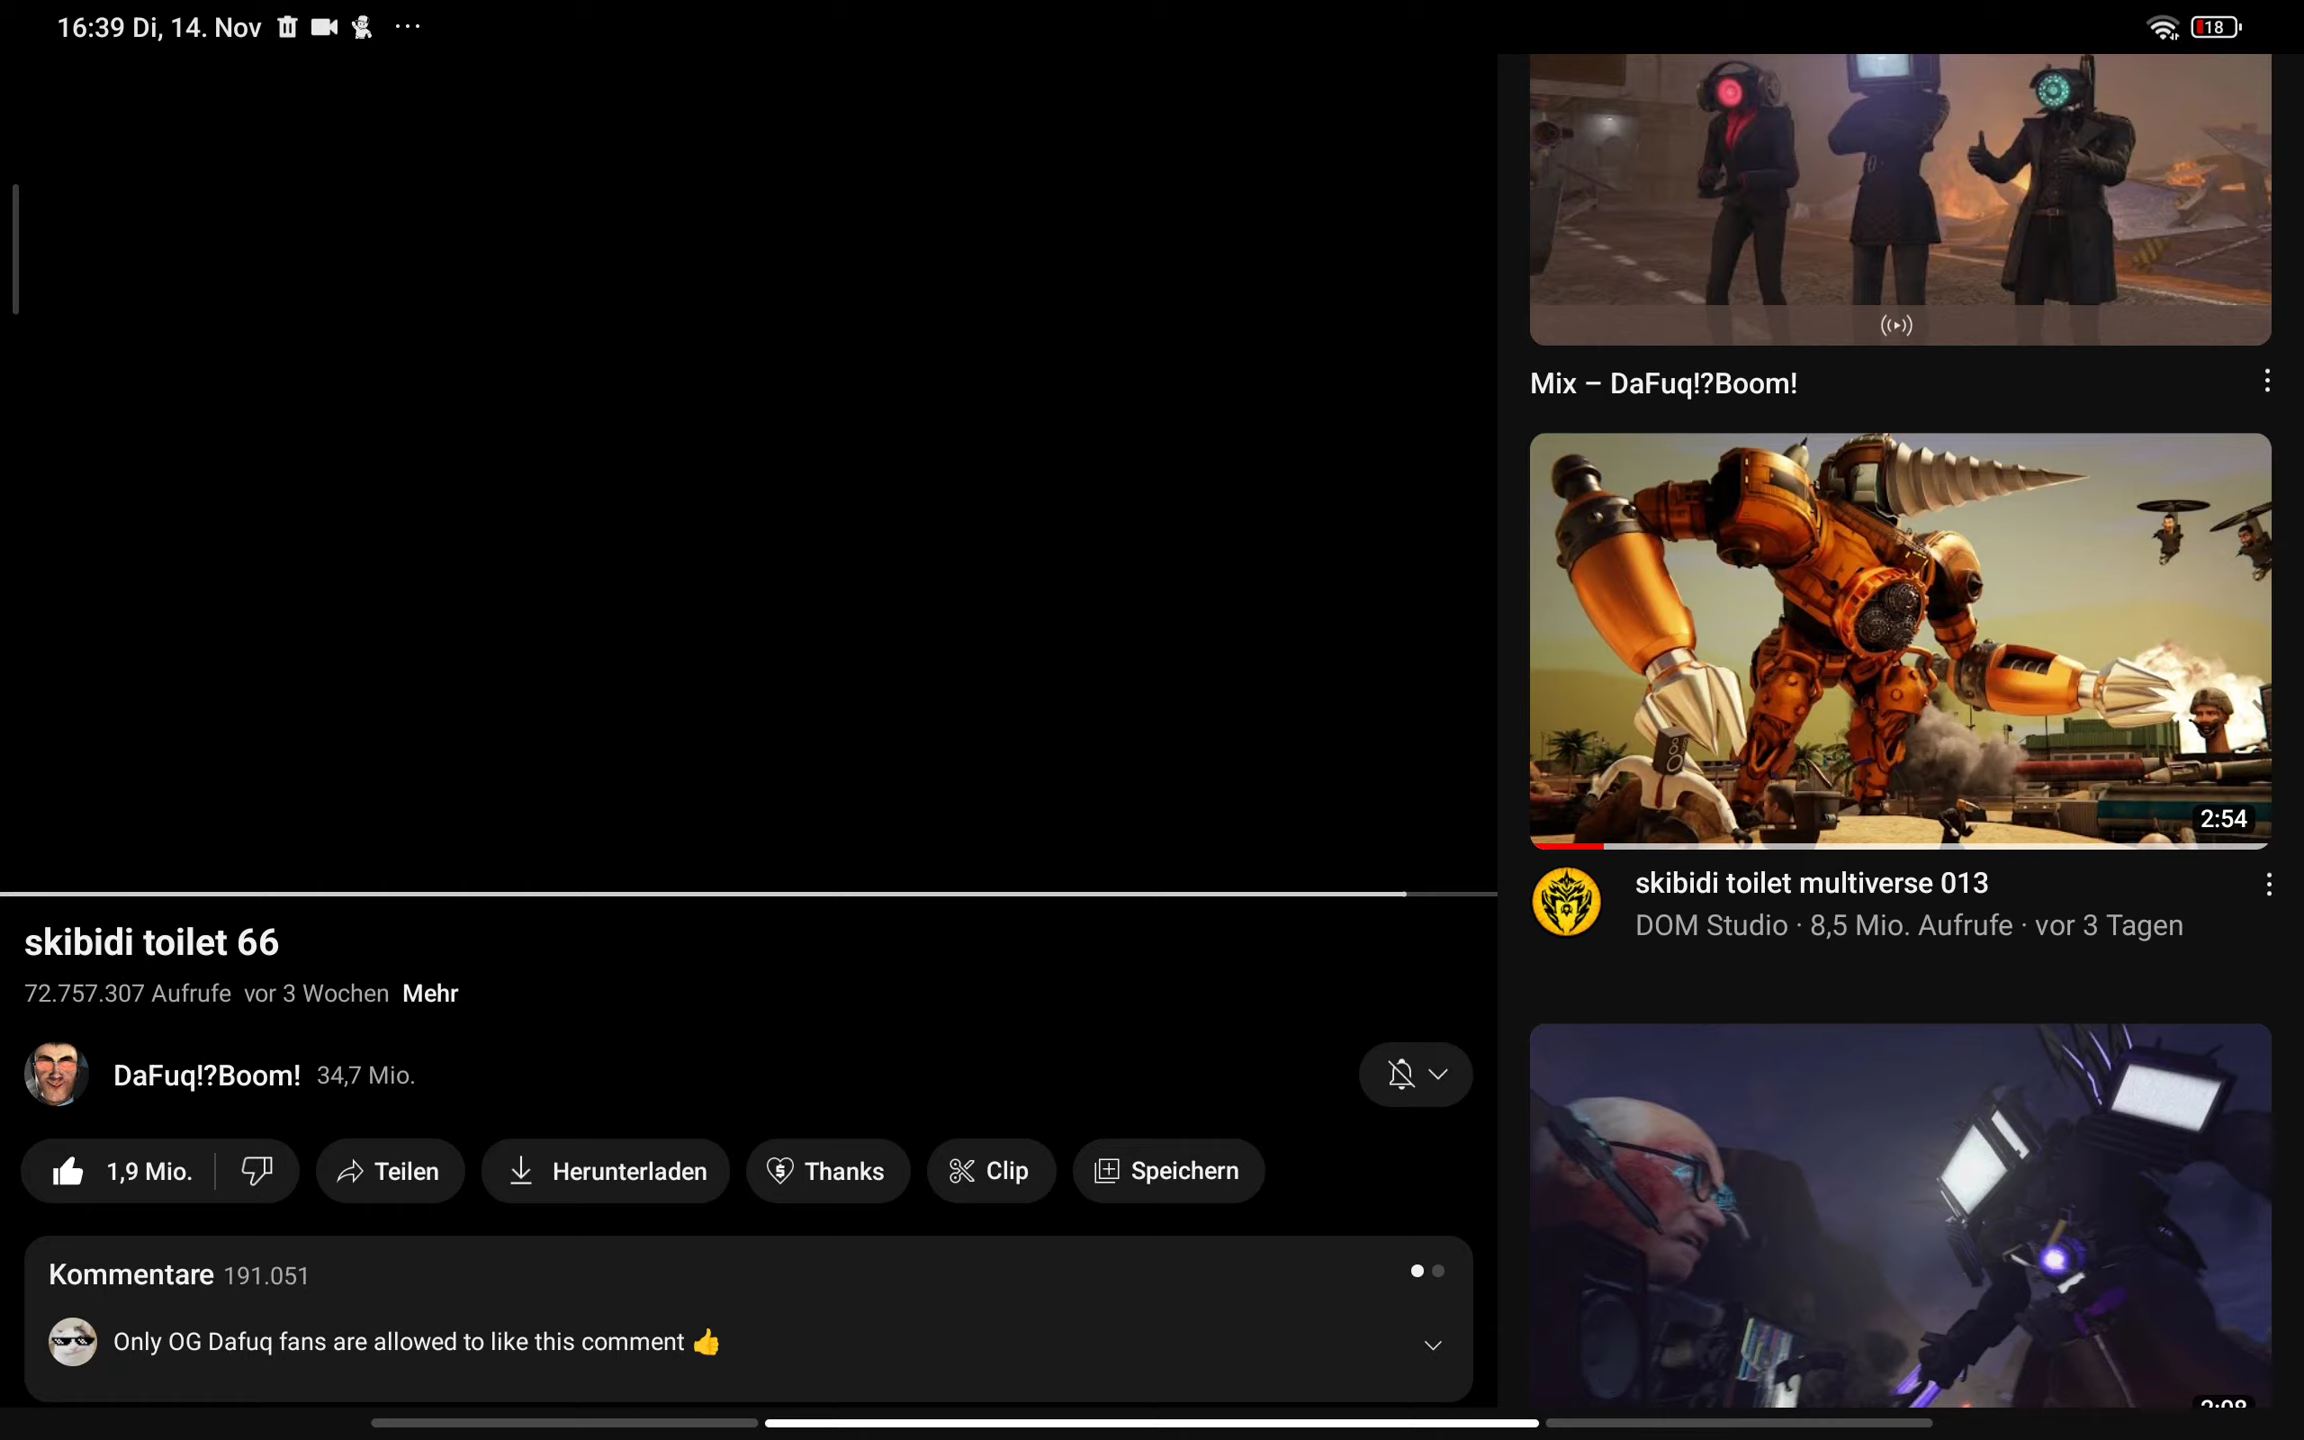 16:39 Di, 14. Nov
18
Mix – DaFuq!?Boom!
2:54
skibidi toilet multiverse 013
DOM Studio · 8,5 Mio. Aufrufe · vor 3 Tagen
skibidi toilet 66
72.757.307 Aufrufe vor 3 Wochen Mehr
DaFuq!?Boom! 34,7 Mio.
1,9 Mio.
Teilen
Herunterladen
Thanks
Clip
Speichern
Kommentare 191.051
Only OG Dafuq fans are allowed to like this comment 👍